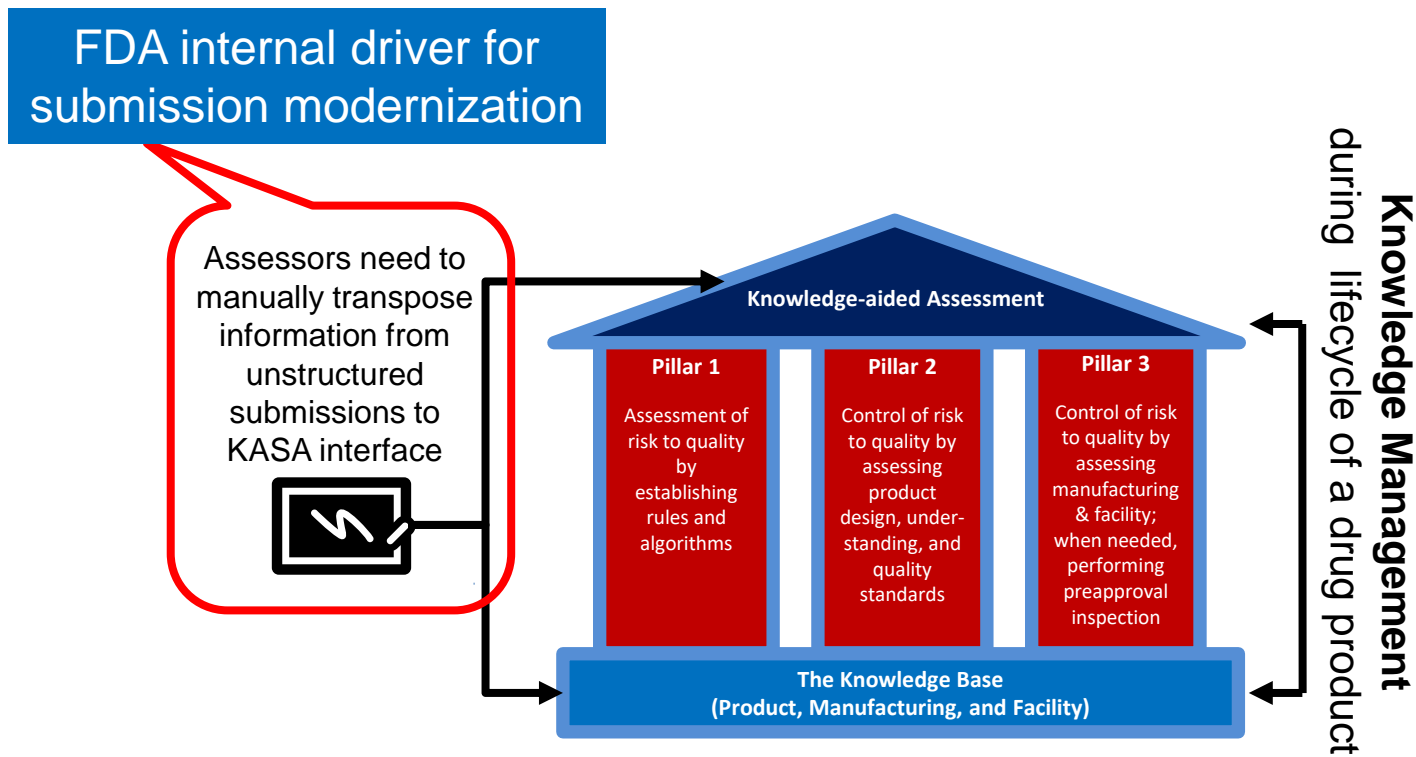 FDA internal driver for
submission modernization
Assessors need to
manually transpose
information from
unstructured
submissions to
KASA interface
Knowledge-aided Assessment
Pillar 1
Assessment of
risk to quality
by
establishing
rules and
algorithms
Pillar 2
Control of risk
to quality by
assessing
product
design, under-
standing, and
quality
standards
Pillar 3
Control of risk
to quality by
assessing
manufacturing
& facility;
when needed,
performing
preapproval
inspection
The Knowledge Base
(Product, Manufacturing, and Facility)
Knowledge Management
during lifecycle of a drug product